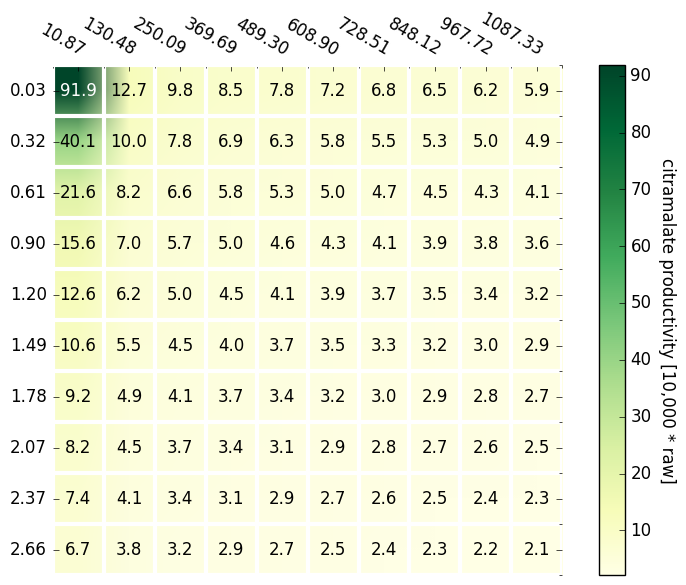 10.87 130.48 250.09 369.69 489.30 608.90 728.51 848.12 967.72 1087.33
0.03 91.9 12.7 9.8 8.5 7.8 7.2 6.8 6.5 6.2 5.9
0.32 40.1 10.0 7.8 6.9 6.3 5.8 5.5 5.3 5.0 4.9
0.61 21.6 8.2 6.6 5.8 5.3 5.0 4.7 4.5 4.3 4.1
0.90 15.6 7.0 5.7 5.0 4.6 4.3 4.1 3.9 3.8 3.6
1.20 12.6 6.2 5.0 4.5 4.1 3.9 3.7 3.5 3.4 3.2
1.49 10.6 5.5 4.5 4.0 3.7 3.5 3.3 3.2 3.0 2.9
1.78 9.2 4.9 4.1 3.7 3.4 3.2 3.0 2.9 2.8 2.7
2.07 8.2 4.5 3.7 3.4 3.1 2.9 2.8 2.7 2.6 2.5
2.37 7.4 4.1 3.4 3.1 2.9 2.7 2.6 2.5 2.4 2.3
2.66 6.7 3.8 3.2 2.9 2.7 2.5 2.4 2.3 2.2 2.1
90
80
70
60
50
40
30
20
10
citramalate productivity [10,000 * raw]